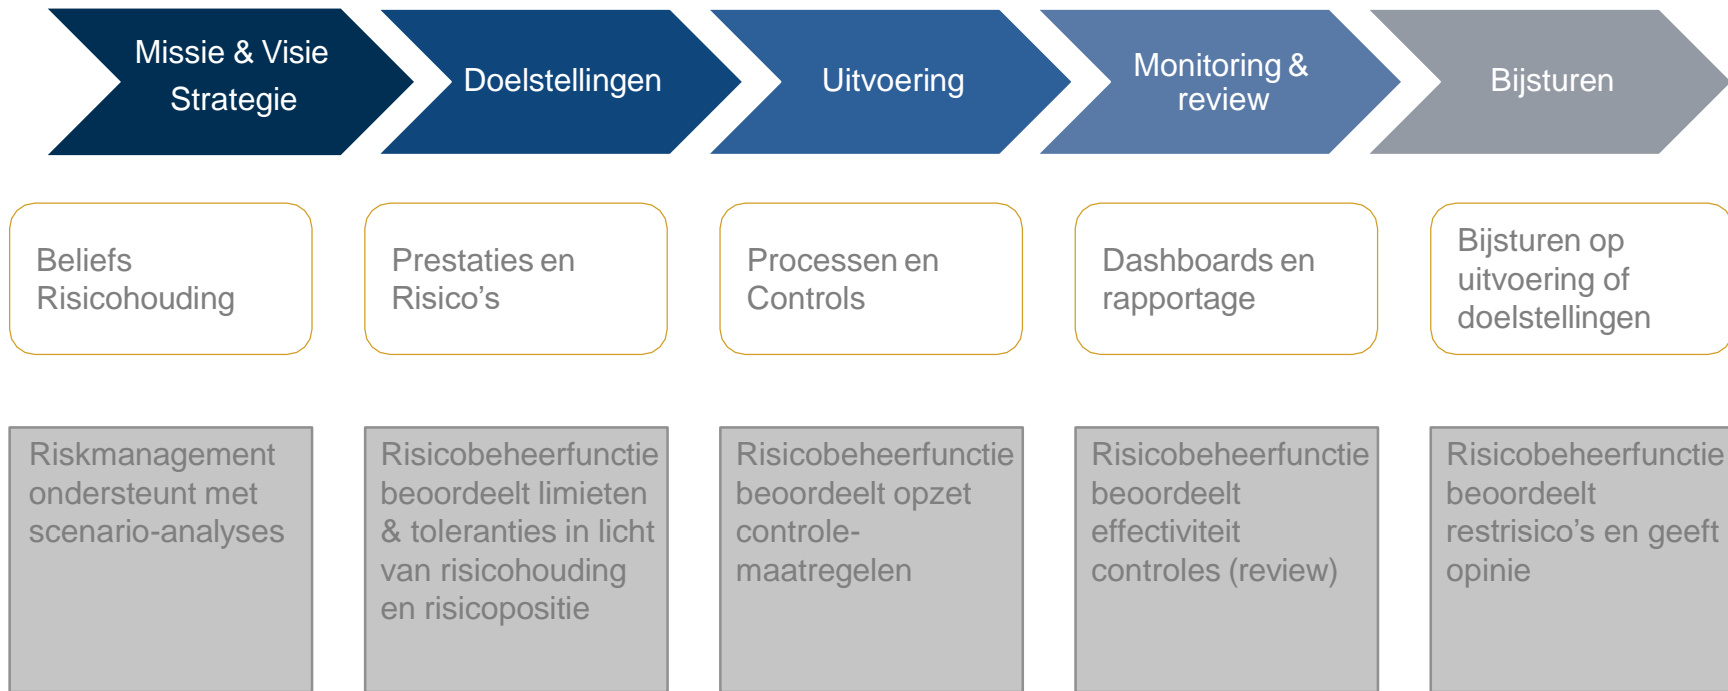 Missie & Visie
Strategie
Doelstellingen
Uitvoering
Monitoring &
review
Bijsturen
Beliefs
Risicohouding
Prestaties en
Risico’s
Processen en
Controls
Dashboards en
rapportage
Bijsturen op
uitvoering of
doelstellingen
Riskmanagement
ondersteunt met
scenario-analyses
Risicobeheerfunctie
beoordeelt limieten
& toleranties in licht
van risicohouding
en risicopositie
Risicobeheerfunctie
beoordeelt opzet
controle-
maatregelen
Risicobeheerfunctie
beoordeelt
effectiviteit
controles (review)
Risicobeheerfunctie
beoordeelt
restrisico’s en geeft
opinie